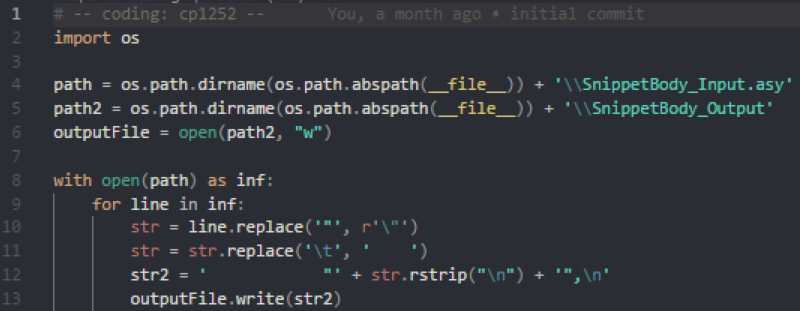 1 # -- coding: cp1252 -- You, a month ago • initial commit
2 import os
3
4 path = os.path.dirname(os.path.abspath(__file__)) + '\\SnippetBody_Input.asy'
5 path2 = os.path.dirname(os.path.abspath(__file__)) + '\\SnippetBody_Output'
6 outputFile = open(path2, "w")
7
8 with open(path) as inf:
9     for line in inf:
10         str = line.replace('"', r'\"')
11         str = str.replace('\t', '    ')
12         str2 = '            "' + str.rstrip("\n") + '",\n'
13         outputFile.write(str2)